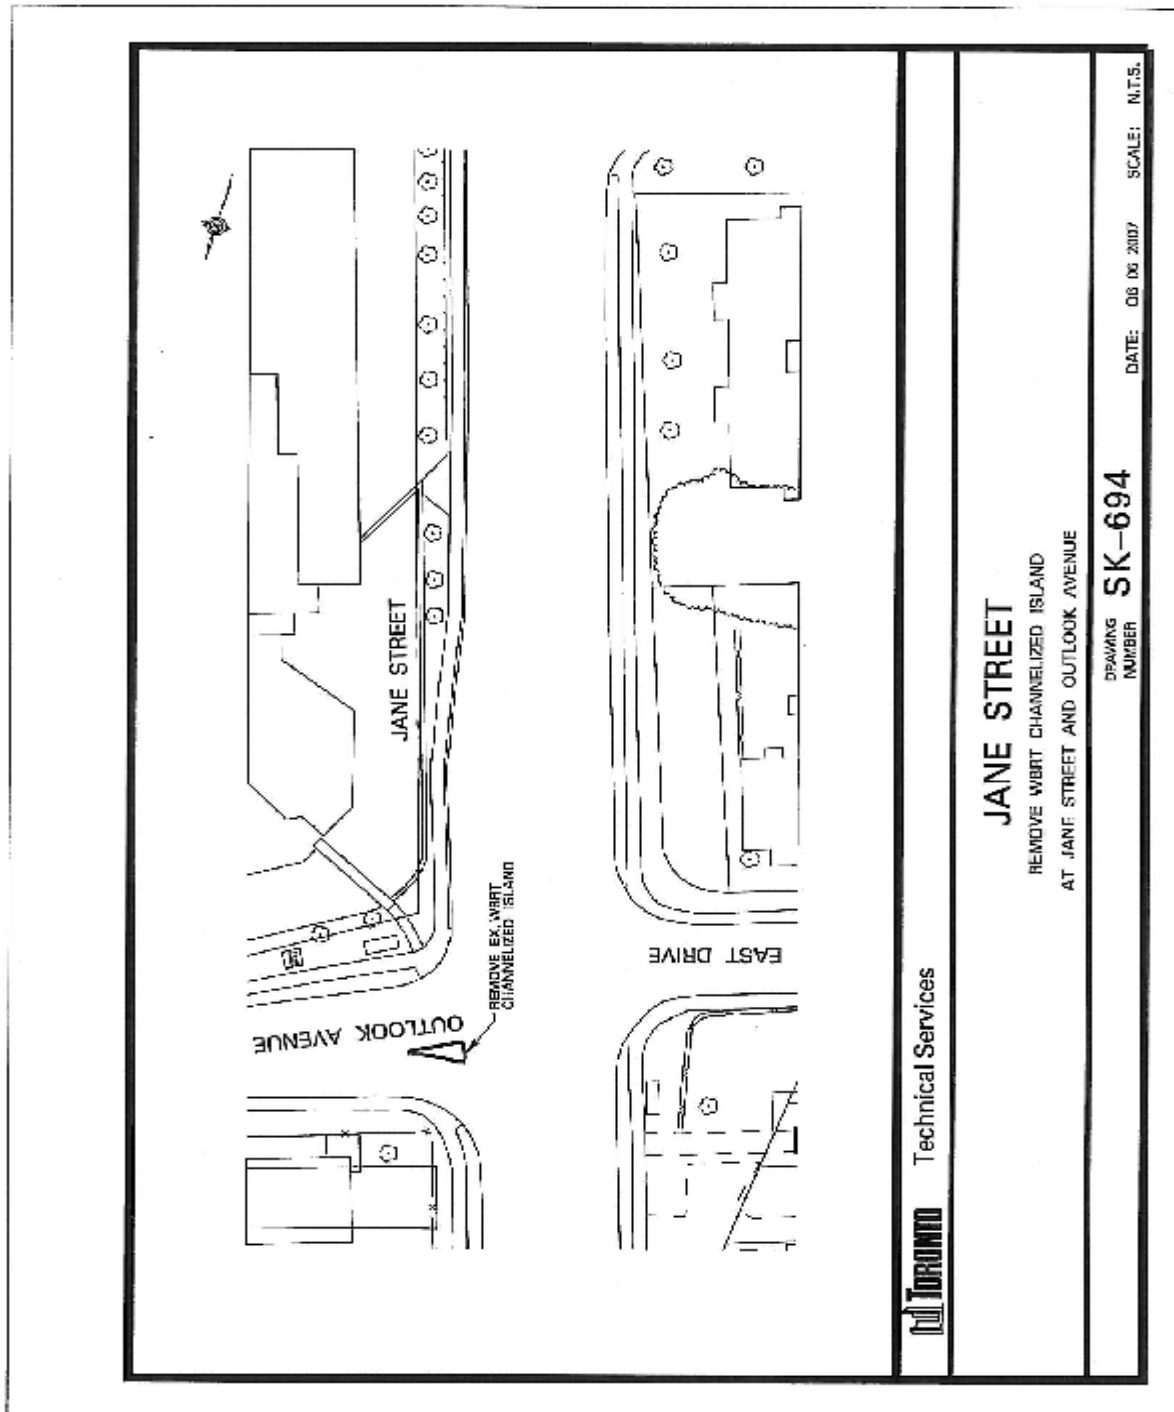 JANE STREET
OUTLOOK AVENUE
REMOVE EX. WBRT
CHANNELIZED ISLAND
EAST DRIVE
TORONTO
Technical Services
JANE STREET
REMOVE WBRT CHANNELIZED ISLAND
AT JANE STREET AND OUTLOOK AVENUE
DRAWING
NUMBER SK-694
DATE: 06 06 2007 SCALE: N.T.S.